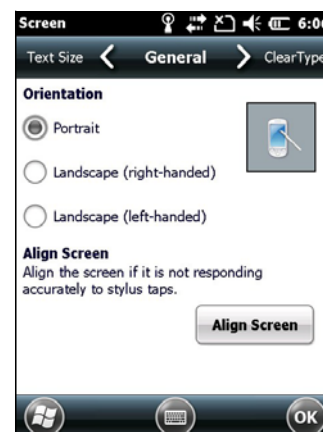 Screen 6:00
Text Size General ClearType
Orientation
Portrait
Landscape (right-handed)
Landscape (left-handed)
Align Screen
Align the screen if it is not responding
accurately to stylus taps.
Align Screen
OK